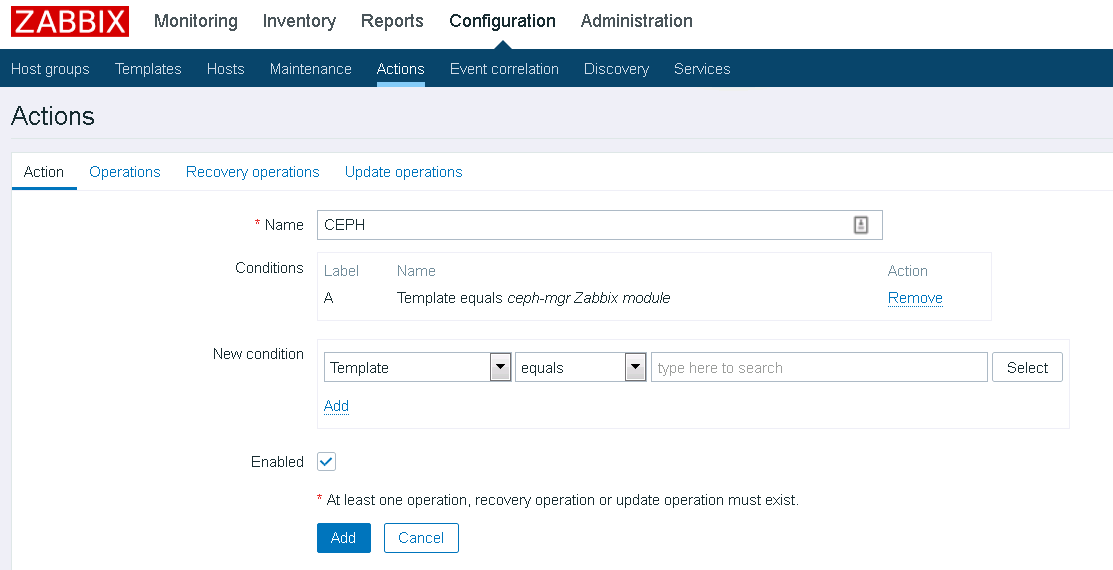 ZABBIX Monitoring Inventory Reports Configuration Administration
Host groups Templates Hosts Maintenance Actions Event correlation Discovery Services
Actions
Action Operations Recovery operations Update operations
* Name CEPH
Conditions Label Name Action
A Template equals ceph-mgr Zabbix module Remove
New condition Template equals type here to search Select
Add
Enabled
* At least one operation, recovery operation or update operation must exist.
Add Cancel